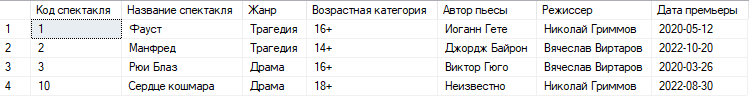 Код спектакля Название спектакля Жанр Возрастная категория Автор пьесы Режиссер Дата премьеры
1 1 Фауст Трагедия 16+ Иоганн Гете Николай Гриммов 2020-05-12
2 2 Манфред Трагедия 14+ Джордж Байрон Вячеслав Виртаров 2022-10-20
3 3 Рюи Блаз Драма 16+ Виктор Гюго Вячеслав Виртаров 2020-03-26
4 10 Сердце кошмара Драма 18+ Неизвестно Николай Гриммов 2022-08-30